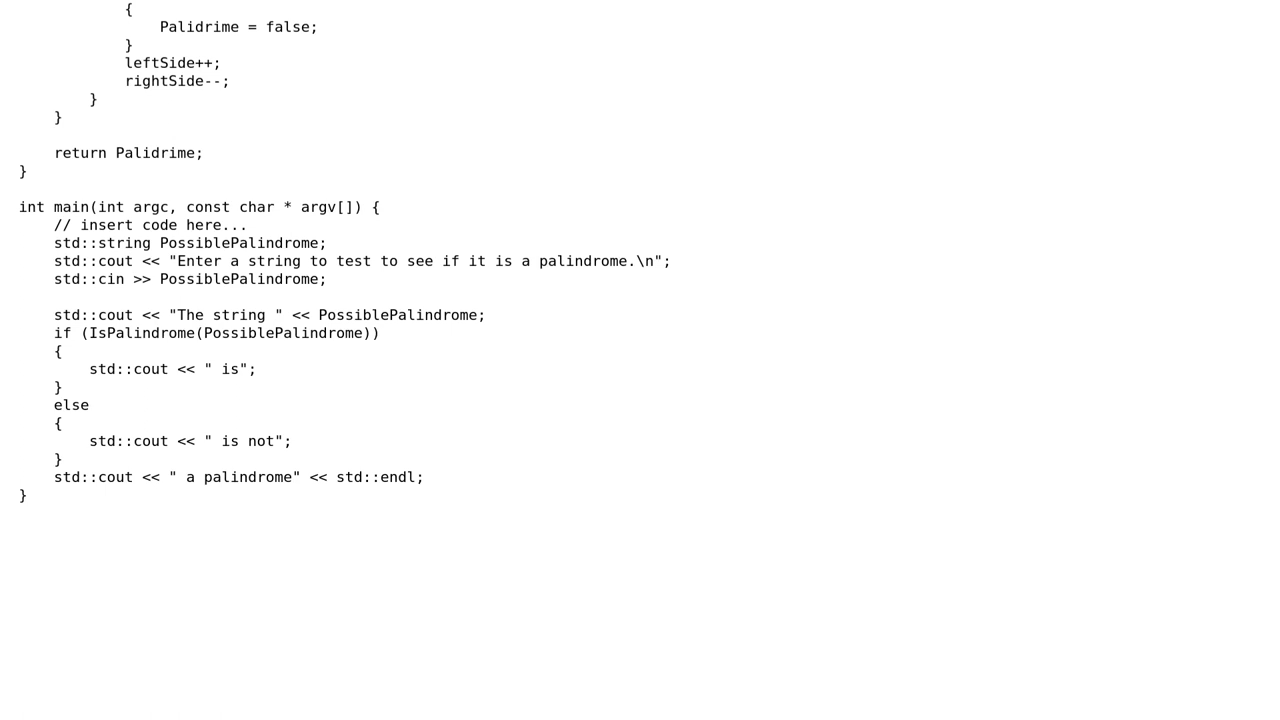 {
                Palidrime = false;
            }
            leftSide++;
            rightSide--;
        }
    }

    return Palidrime;
}

int main(int argc, const char * argv[]) {
    // insert code here...
    std::string PossiblePalindrome;
    std::cout << "Enter a string to test to see if it is a palindrome.\n";
    std::cin >> PossiblePalindrome;

    std::cout << "The string " << PossiblePalindrome;
    if (IsPalindrome(PossiblePalindrome))
    {
        std::cout << " is";
    }
    else
    {
        std::cout << " is not";
    }
    std::cout << " a palindrome" << std::endl;
}